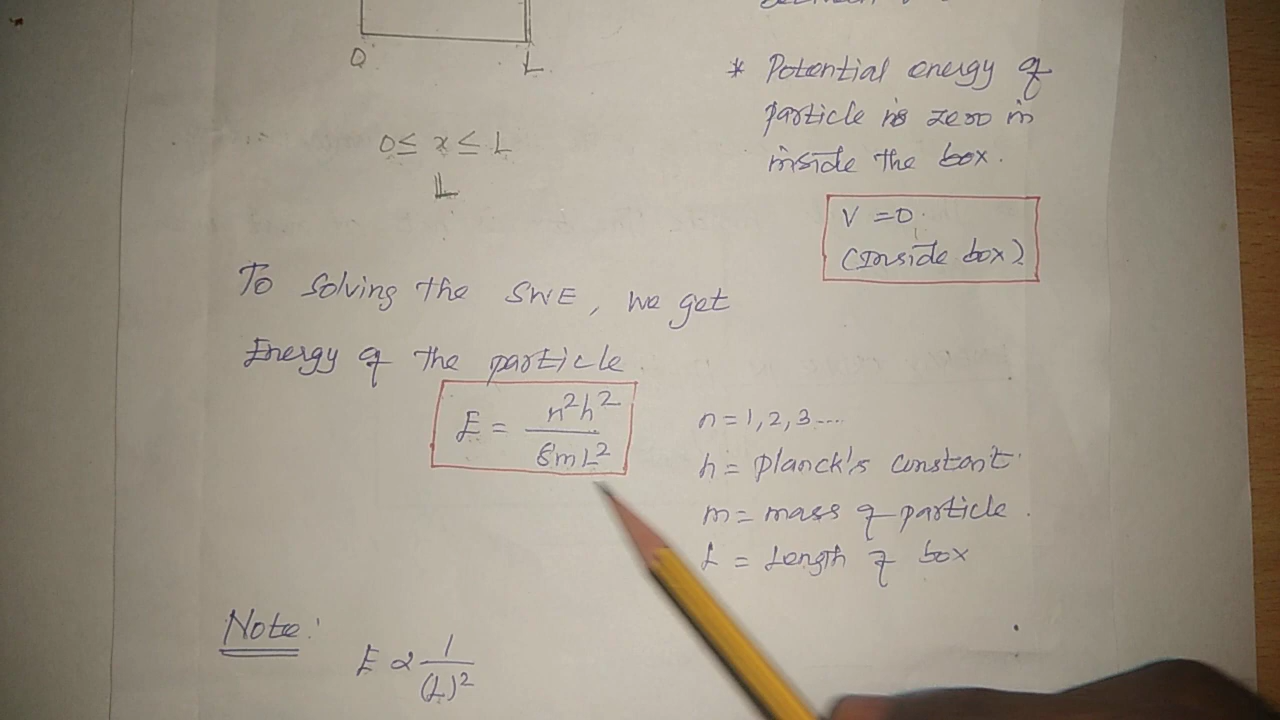 O L
0 ≤ x ≤ L
L
* Potential energy of
particle is zero in
inside the box.
V = 0
(Inside box)
To solving the SWE, we get
Energy of the particle
E = n²h² / 8mL²
n = 1, 2, 3 ....
h = planck's constant.
m = mass of particle.
L = Length of box
Note:
E ∝ 1 / (L)²